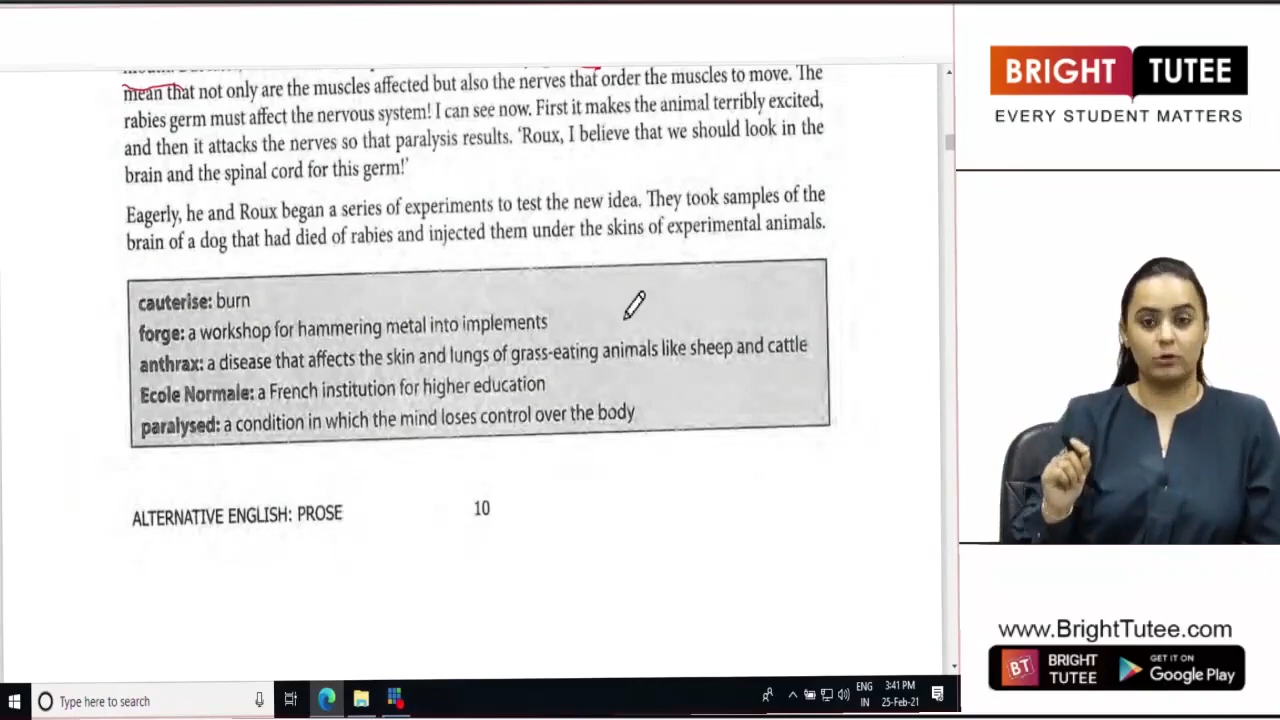 mean that not only are the muscles affected but also the nerves that order the muscles to move. The
rabies germ must affect the nervous system! I can see now. First it makes the animal terribly excited,
and then it attacks the nerves so that paralysis results. 'Roux, I believe that we should look in the
brain and the spinal cord for this germ!'
Eagerly, he and Roux began a series of experiments to test the new idea. They took samples of the
brain of a dog that had died of rabies and injected them under the skins of experimental animals.
cauterise: burn
forge: a workshop for hammering metal into implements
anthrax: a disease that affects the skin and lungs of grass-eating animals like sheep and cattle
Ecole Normale: a French institution for higher education
paralysed: a condition in which the mind loses control over the body
ALTERNATIVE ENGLISH: PROSE 10
BRIGHT TUTEE
EVERY STUDENT MATTERS
www.BrightTutee.com
BT BRIGHT TUTEE
GET IT ON Google Play
Type here to search
ENG IN
3:41 PM
25-Feb-21